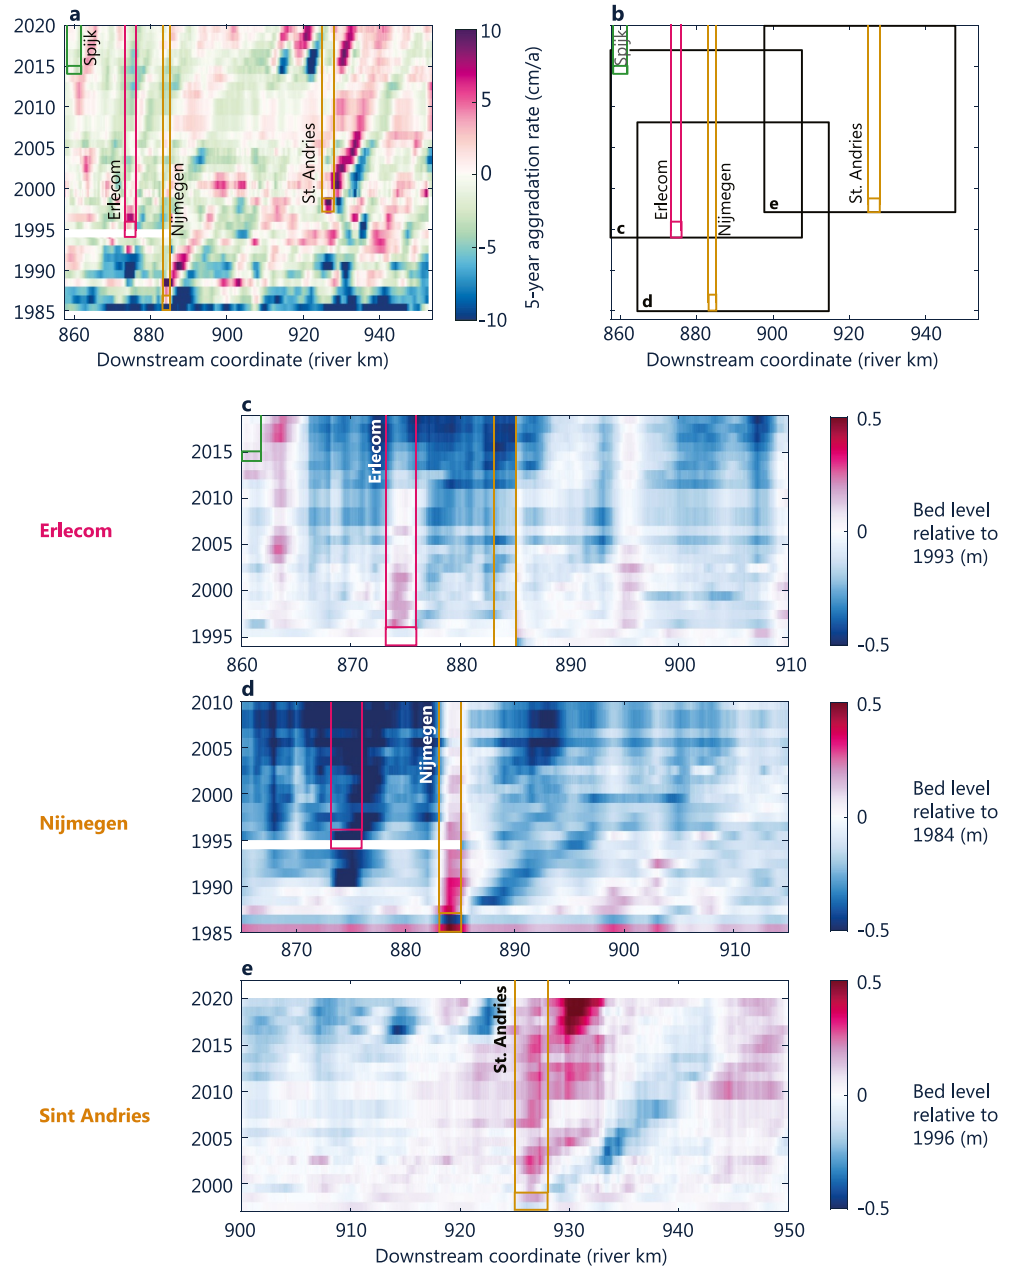 a
2020
2015
2010
2005
2000
1995
1990
1985
860
880
900
920
940
Downstream coordinate (river km)
Spijk
Erlecom
Nijmegen
St. Andries
10
5
0
-5
-10
5-year aggradation rate (cm/a)
b
Spijk
Erlecom
Nijmegen
St. Andries
c
d
e
860
880
900
920
940
Downstream coordinate (river km)
c
Erlecom
2015
2010
2005
2000
1995
860
870
880
890
900
910
Erlecom
0.5
0
-0.5
Bed level
relative to
1993 (m)
d
Nijmegen
2010
2005
2000
1995
1990
1985
870
880
890
900
910
Nijmegen
0.5
0
-0.5
Bed level
relative to
1984 (m)
e
Sint Andries
2020
2015
2010
2005
2000
900
910
920
930
940
950
St. Andries
Downstream coordinate (river km)
0.5
0
-0.5
Bed level
relative to
1996 (m)